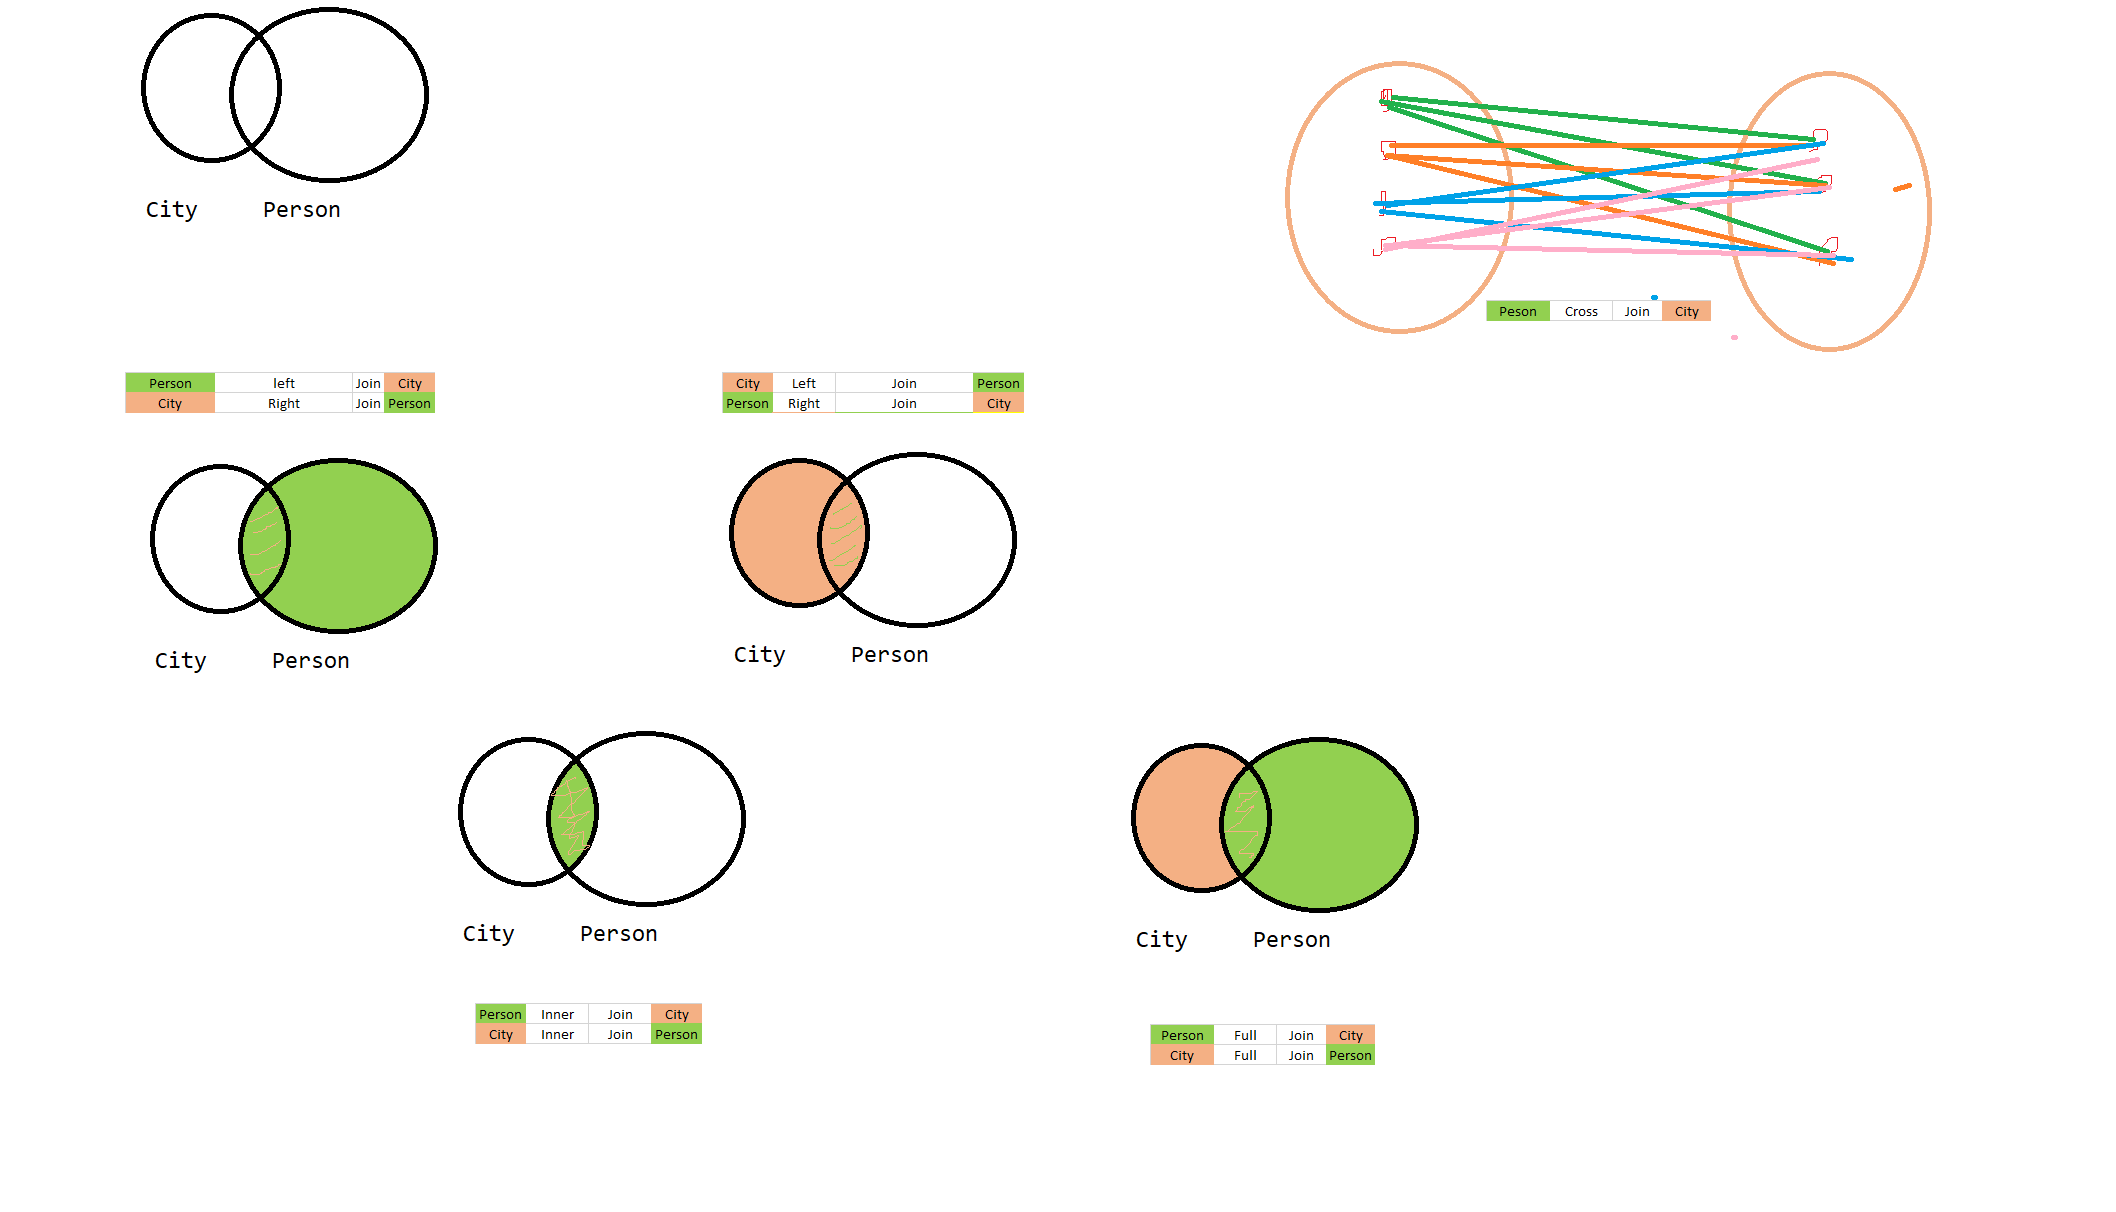 City Person
Peson Cross Join City
Person left Join City
City Right Join Person
City Left Join Person
Person Right Join City
City Person
City Person
City Person
City Person
Person Inner Join City
City Inner Join Person
Person Full Join City
City Full Join Person